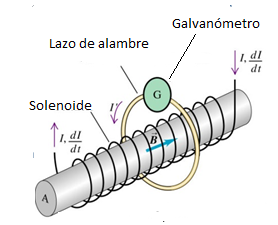 Galvanómetro
Lazo de alambre
G
I, dI/dt
Solenoide
I'
B
I, dI/dt
A